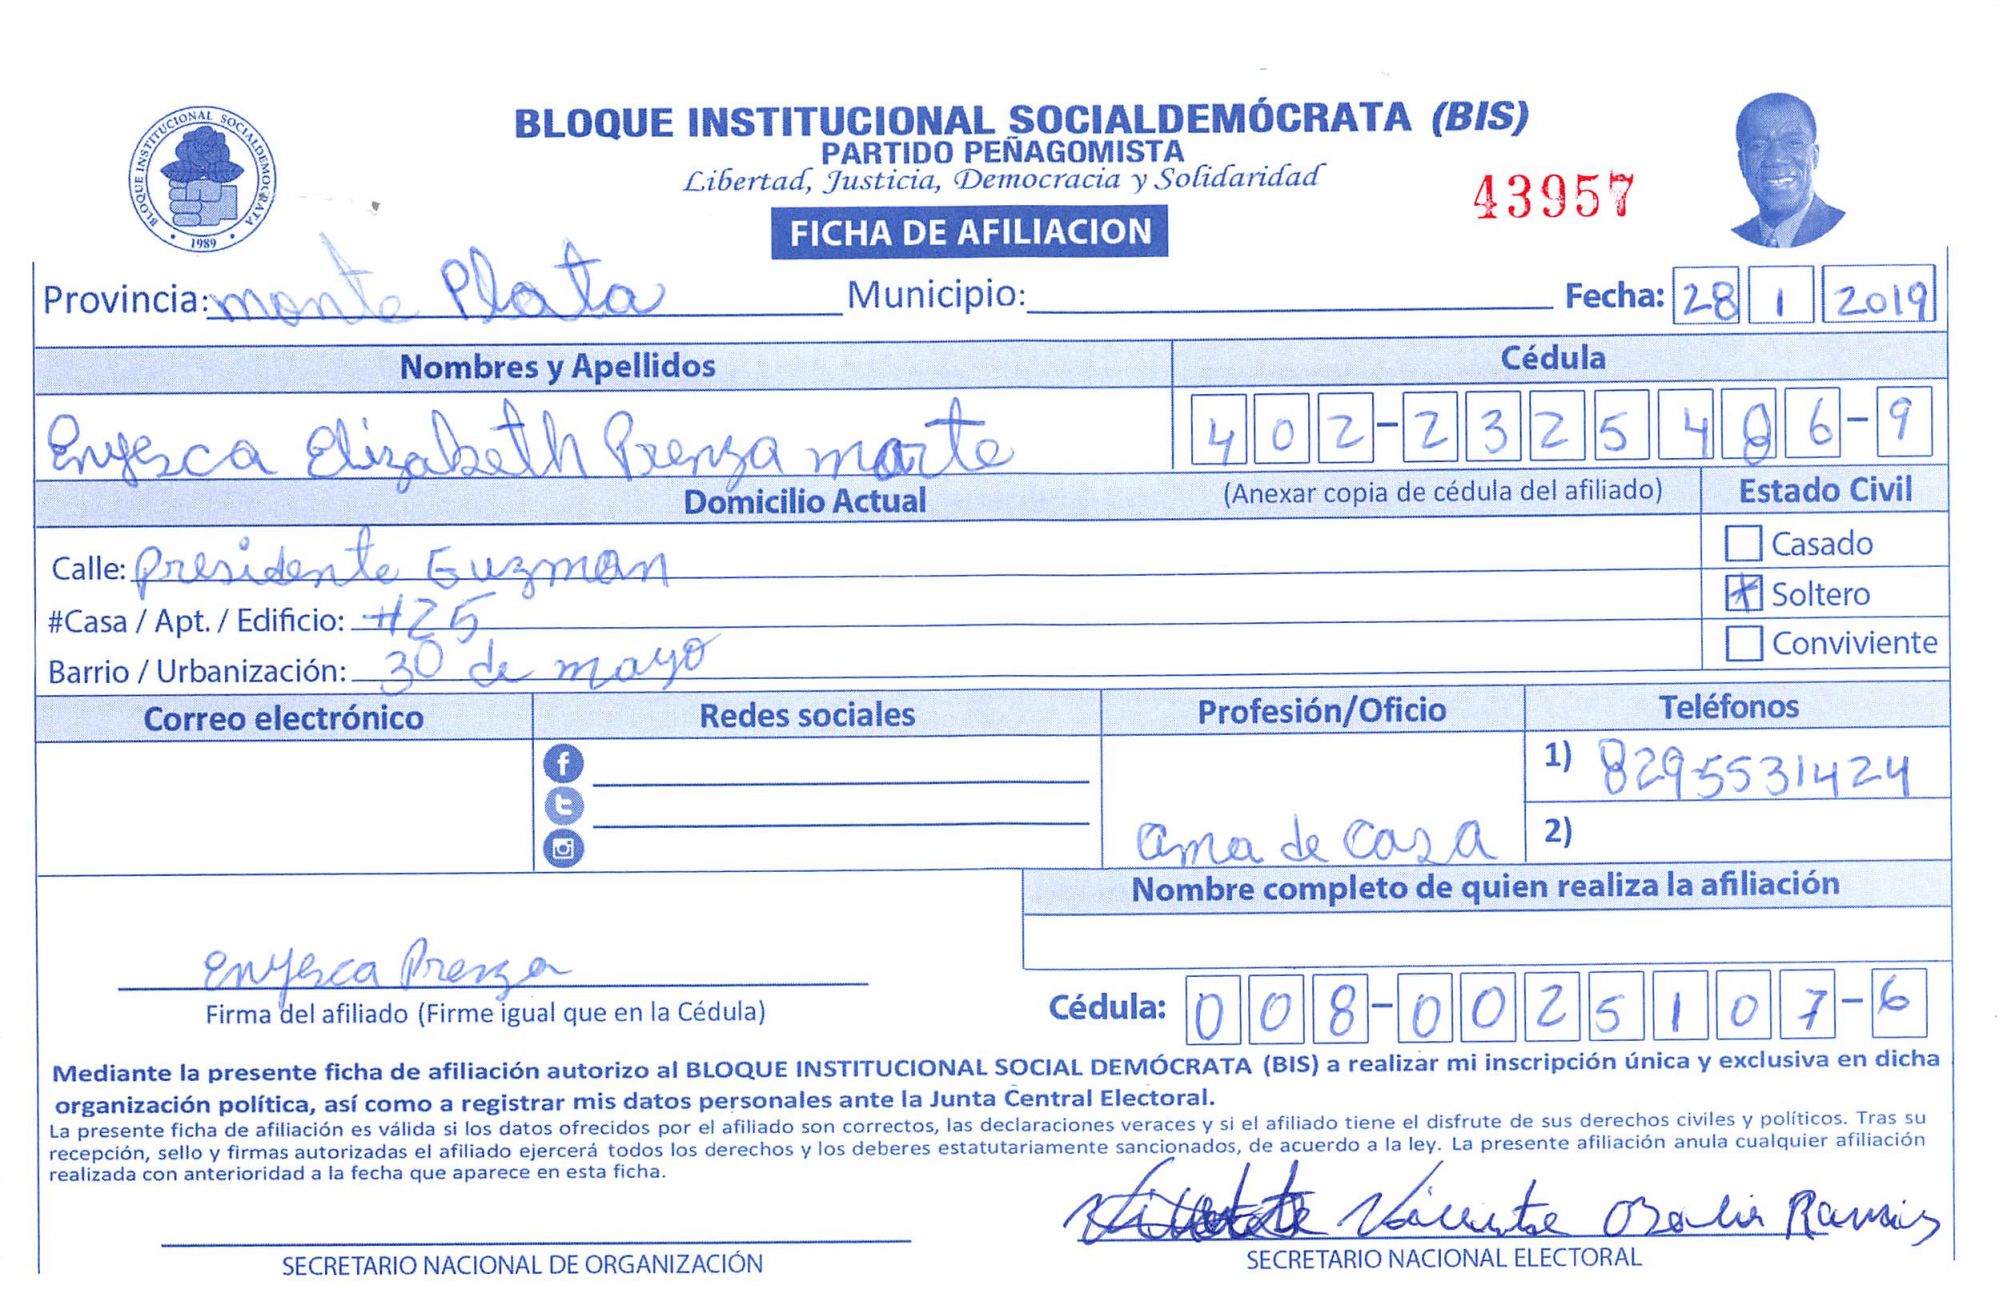 BLOQUE INSTITUCIONAL SOCIALDEMÓCRATA (BIS)
PARTIDO PEÑAGOMISTA
Libertad, Justicia, Democracia y Solidaridad
BLOQUE INSTITUCIONAL SOCIALDEMOCRATA
1989
43957
FICHA DE AFILIACION
Provincia: monte Plata Municipio: Fecha: 28 1 2019
Nombres y Apellidos Cédula
Enyesca Elizabeth Prenza marte 402-2325486-9
Domicilio Actual (Anexar copia de cédula del afiliado) Estado Civil
Calle: Presidente Guzman Casado
#Casa / Apt. / Edificio: #25 Soltero
Barrio / Urbanización: 30 de mayo Conviviente
Correo electrónico Redes sociales Profesión/Oficio Teléfonos
1) 8295531424
ama de casa 2)
Nombre completo de quien realiza la afiliación
Enyesca Prenza
Firma del afiliado (Firme igual que en la Cédula) Cédula: 008-0025107-6
Mediante la presente ficha de afiliación autorizo al BLOQUE INSTITUCIONAL SOCIAL DEMÓCRATA (BIS) a realizar mi inscripción única y exclusiva en dicha
organización política, así como a registrar mis datos personales ante la Junta Central Electoral.
La presente ficha de afiliación es válida si los datos ofrecidos por el afiliado son correctos, las declaraciones veraces y si el afiliado tiene el disfrute de sus derechos civiles y políticos. Tras su
recepción, sello y firmas autorizadas el afiliado ejercerá todos los derechos y los deberes estatutariamente sancionados, de acuerdo a la ley. La presente afiliación anula cualquier afiliación
realizada con anterioridad a la fecha que aparece en esta ficha.
Vicente
SECRETARIO NACIONAL DE ORGANIZACIÓN SECRETARIO NACIONAL ELECTORAL